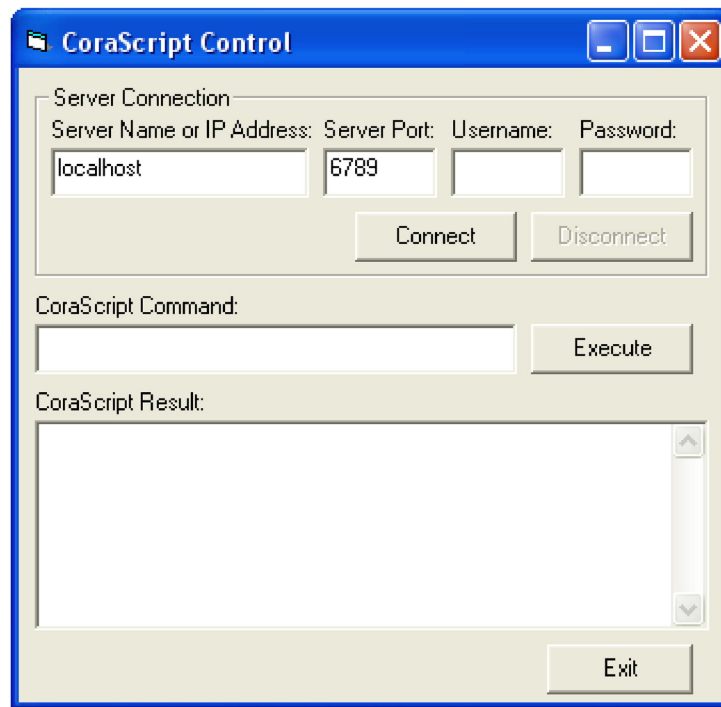 CoraScript Control
Server Connection
Server Name or IP Address: Server Port: Username: Password:
localhost 6789
Connect Disconnect
CoraScript Command:
Execute
CoraScript Result:
Exit